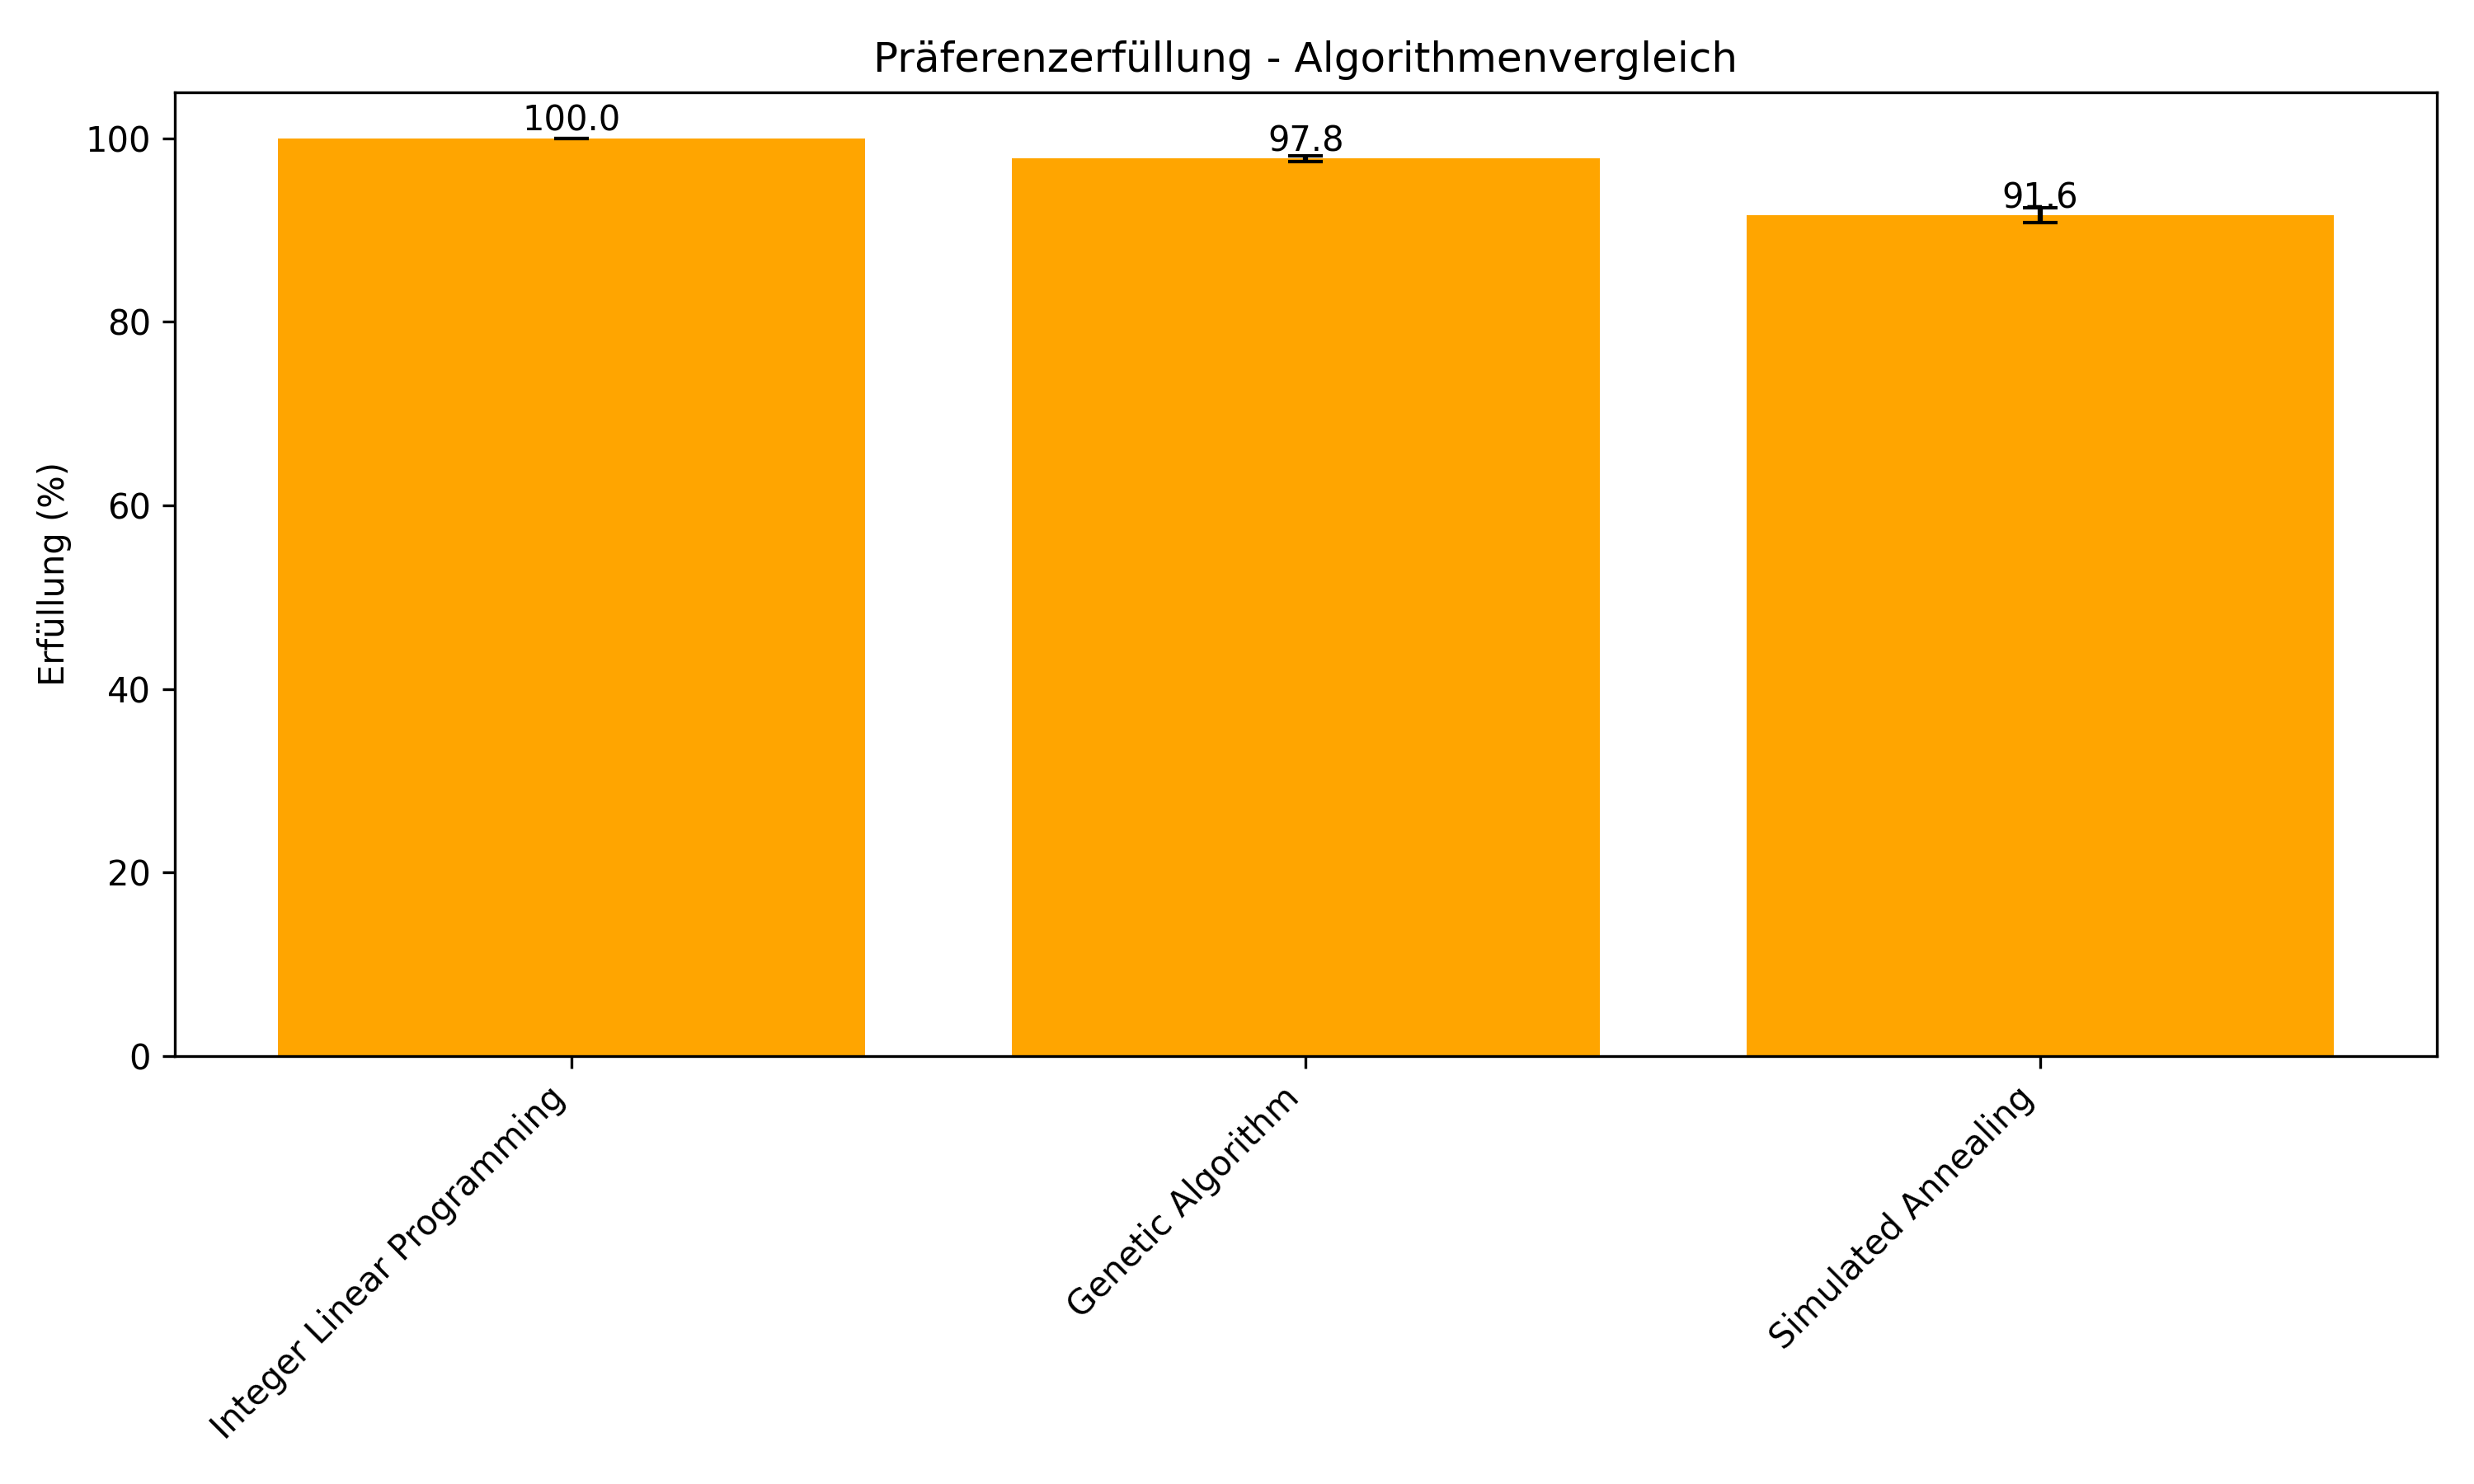 Präferenzerfüllung - Algorithmenvergleich
Erfüllung (%)
100
80
60
40
20
0
100.0
97.8
91.6
Integer Linear Programming
Genetic Algorithm
Simulated Annealing